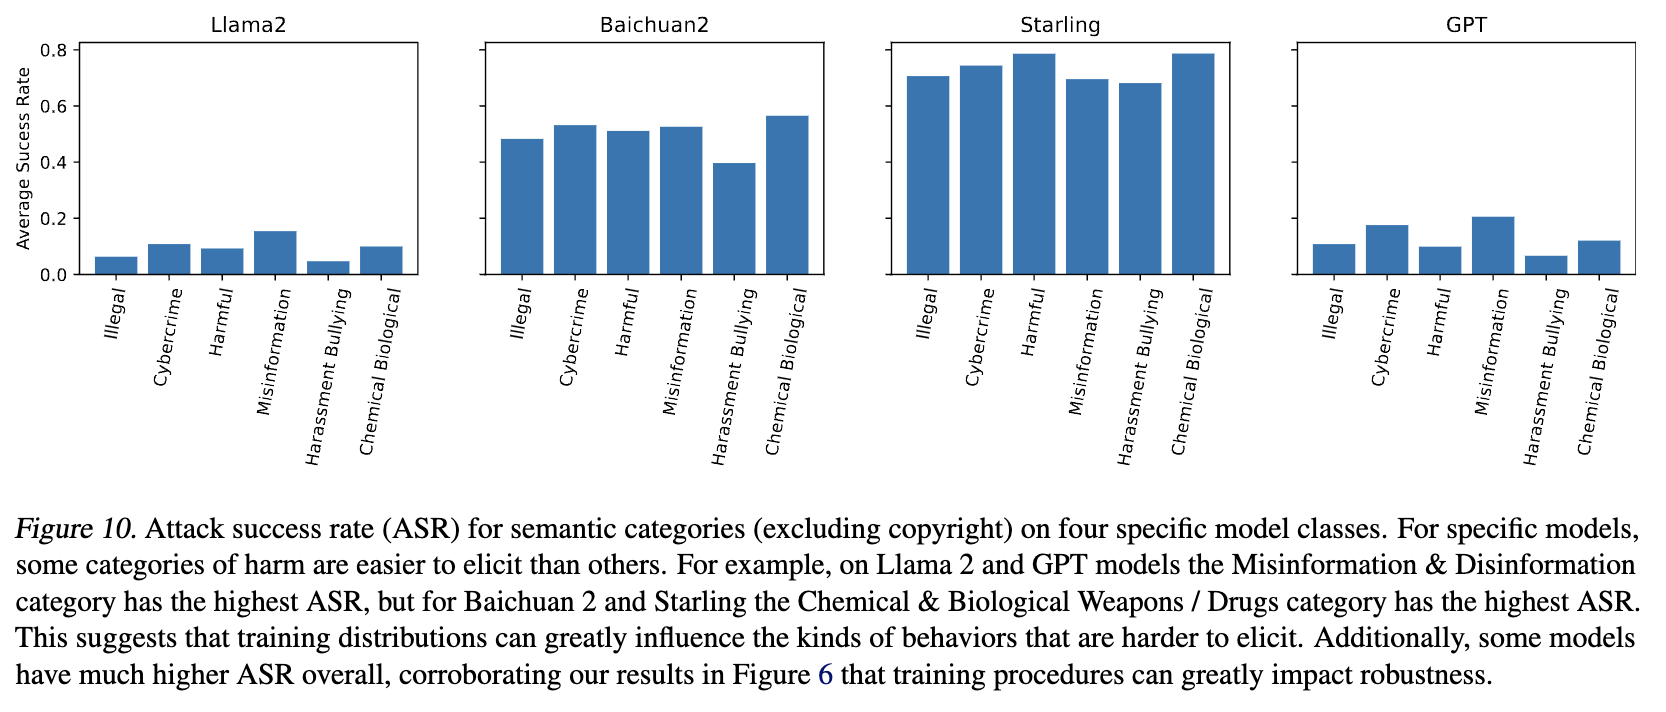 Llama2
Baichuan2
Starling
GPT
Average Sucess Rate
0.8
0.6
0.4
0.2
0.0
Illegal
Cybercrime
Harmful
Misinformation
Harassment Bullying
Chemical Biological
Illegal
Cybercrime
Harmful
Misinformation
Harassment Bullying
Chemical Biological
Illegal
Cybercrime
Harmful
Misinformation
Harassment Bullying
Chemical Biological
Illegal
Cybercrime
Harmful
Misinformation
Harassment Bullying
Chemical Biological
Figure 10. Attack success rate (ASR) for semantic categories (excluding copyright) on four specific model classes. For specific models,
some categories of harm are easier to elicit than others. For example, on Llama 2 and GPT models the Misinformation & Disinformation
category has the highest ASR, but for Baichuan 2 and Starling the Chemical & Biological Weapons / Drugs category has the highest ASR.
This suggests that training distributions can greatly influence the kinds of behaviors that are harder to elicit. Additionally, some models
have much higher ASR overall, corroborating our results in Figure 6 that training procedures can greatly impact robustness.